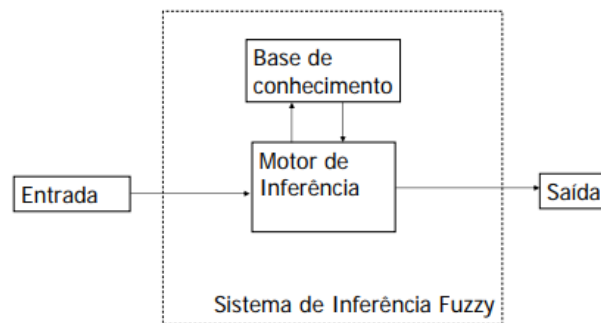 Base de
conhecimento
Motor de
Inferência
Entrada
Saída
Sistema de Inferência Fuzzy